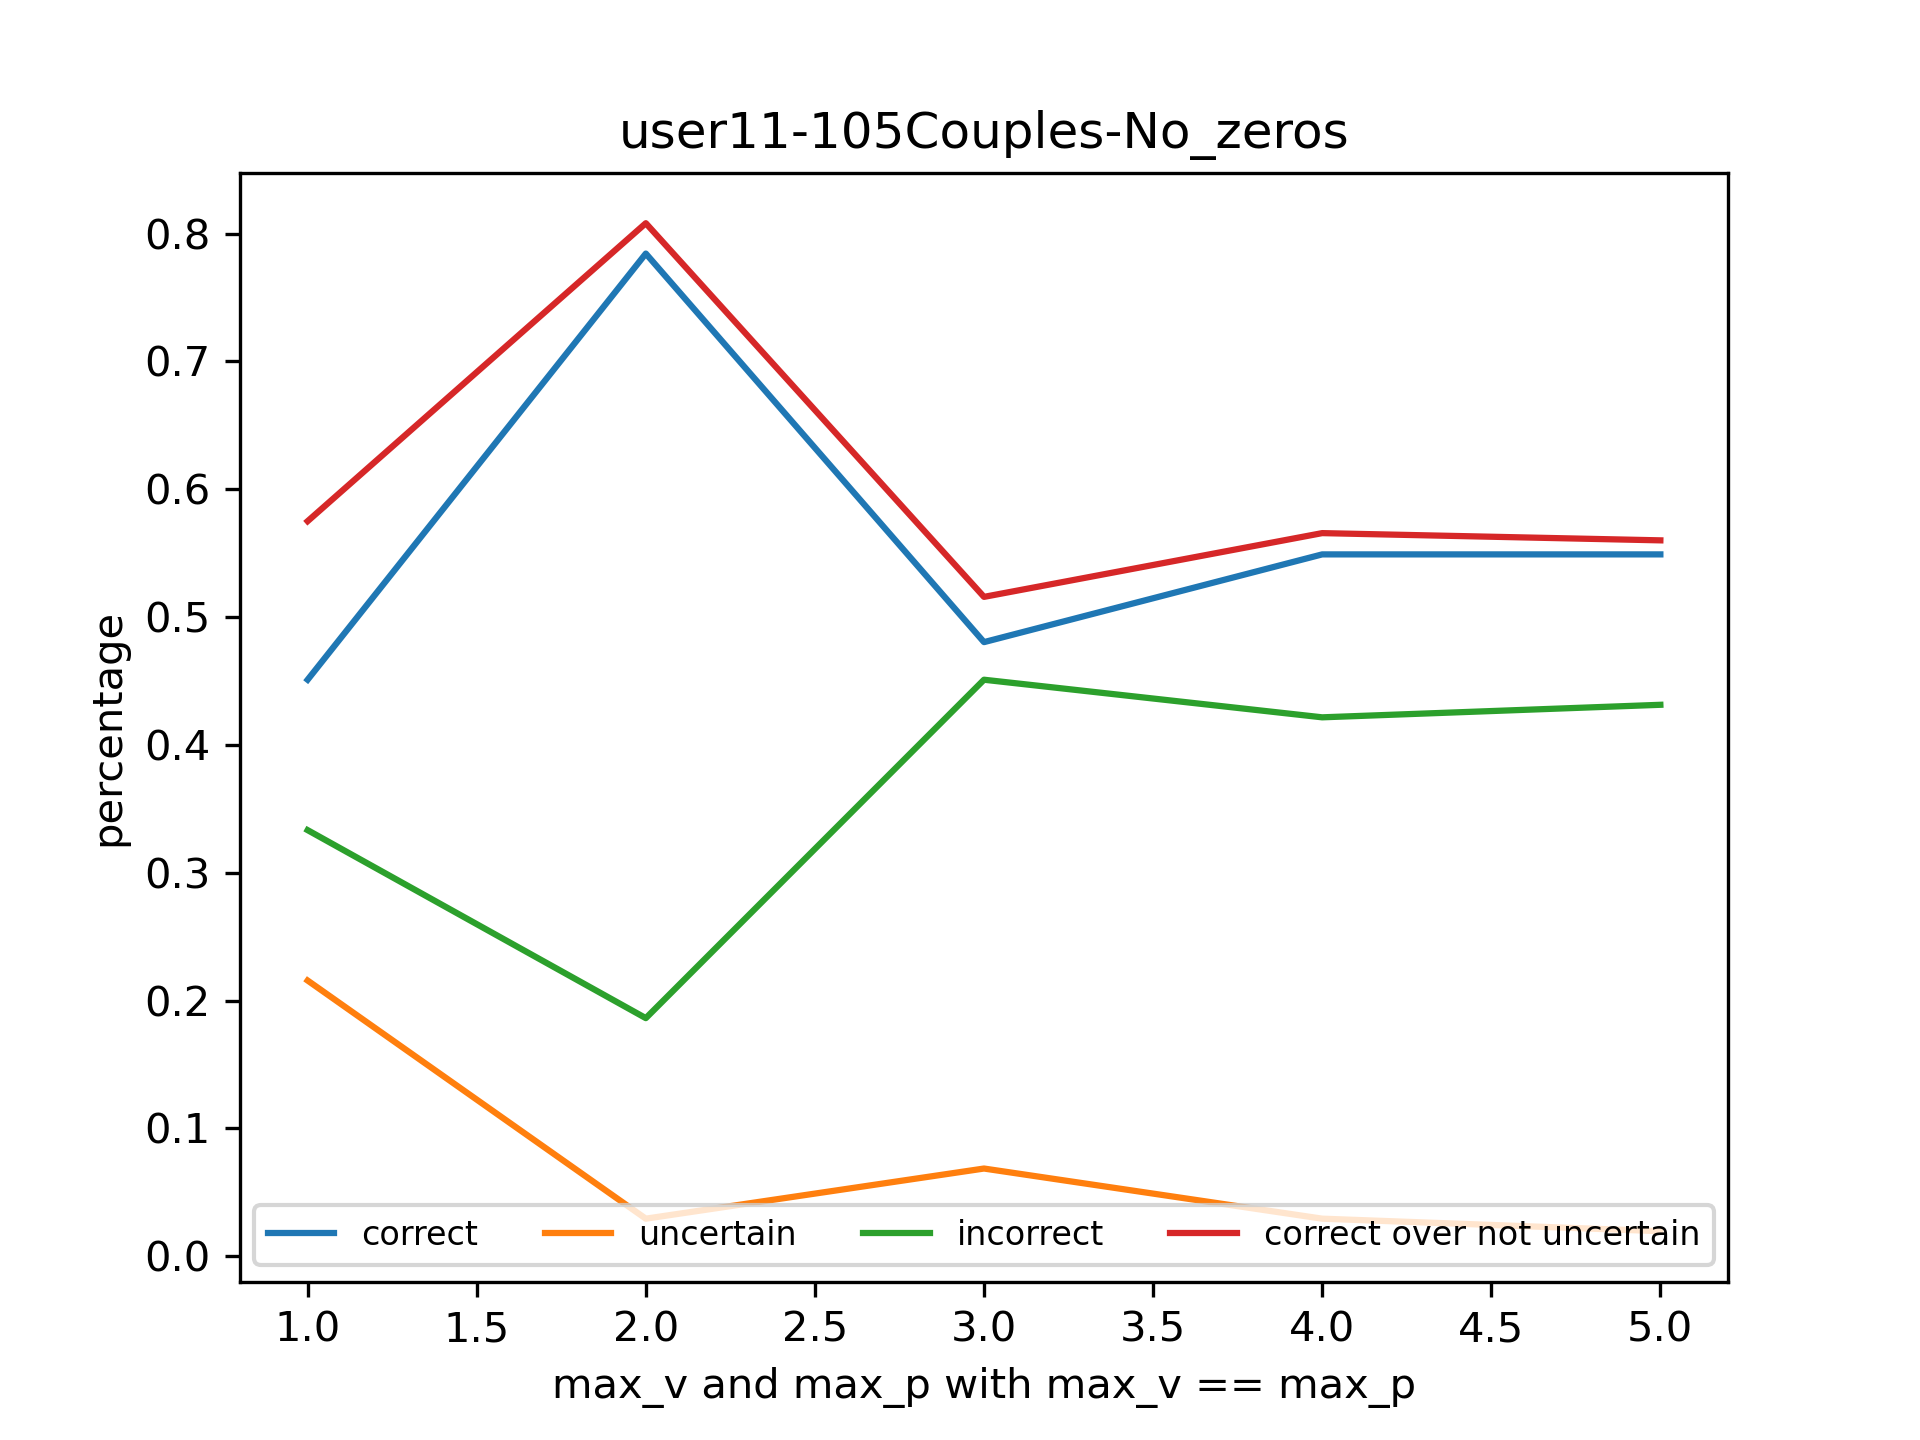 user11-105Couples-No_zeros
0.8
0.7
0.6
0.5
0.4
0.3
0.2
0.1
0.0
percentage
correct uncertain incorrect correct over not uncertain
1.0 1.5 2.0 2.5 3.0 3.5 4.0 4.5 5.0
max_v and max_p with max_v == max_p